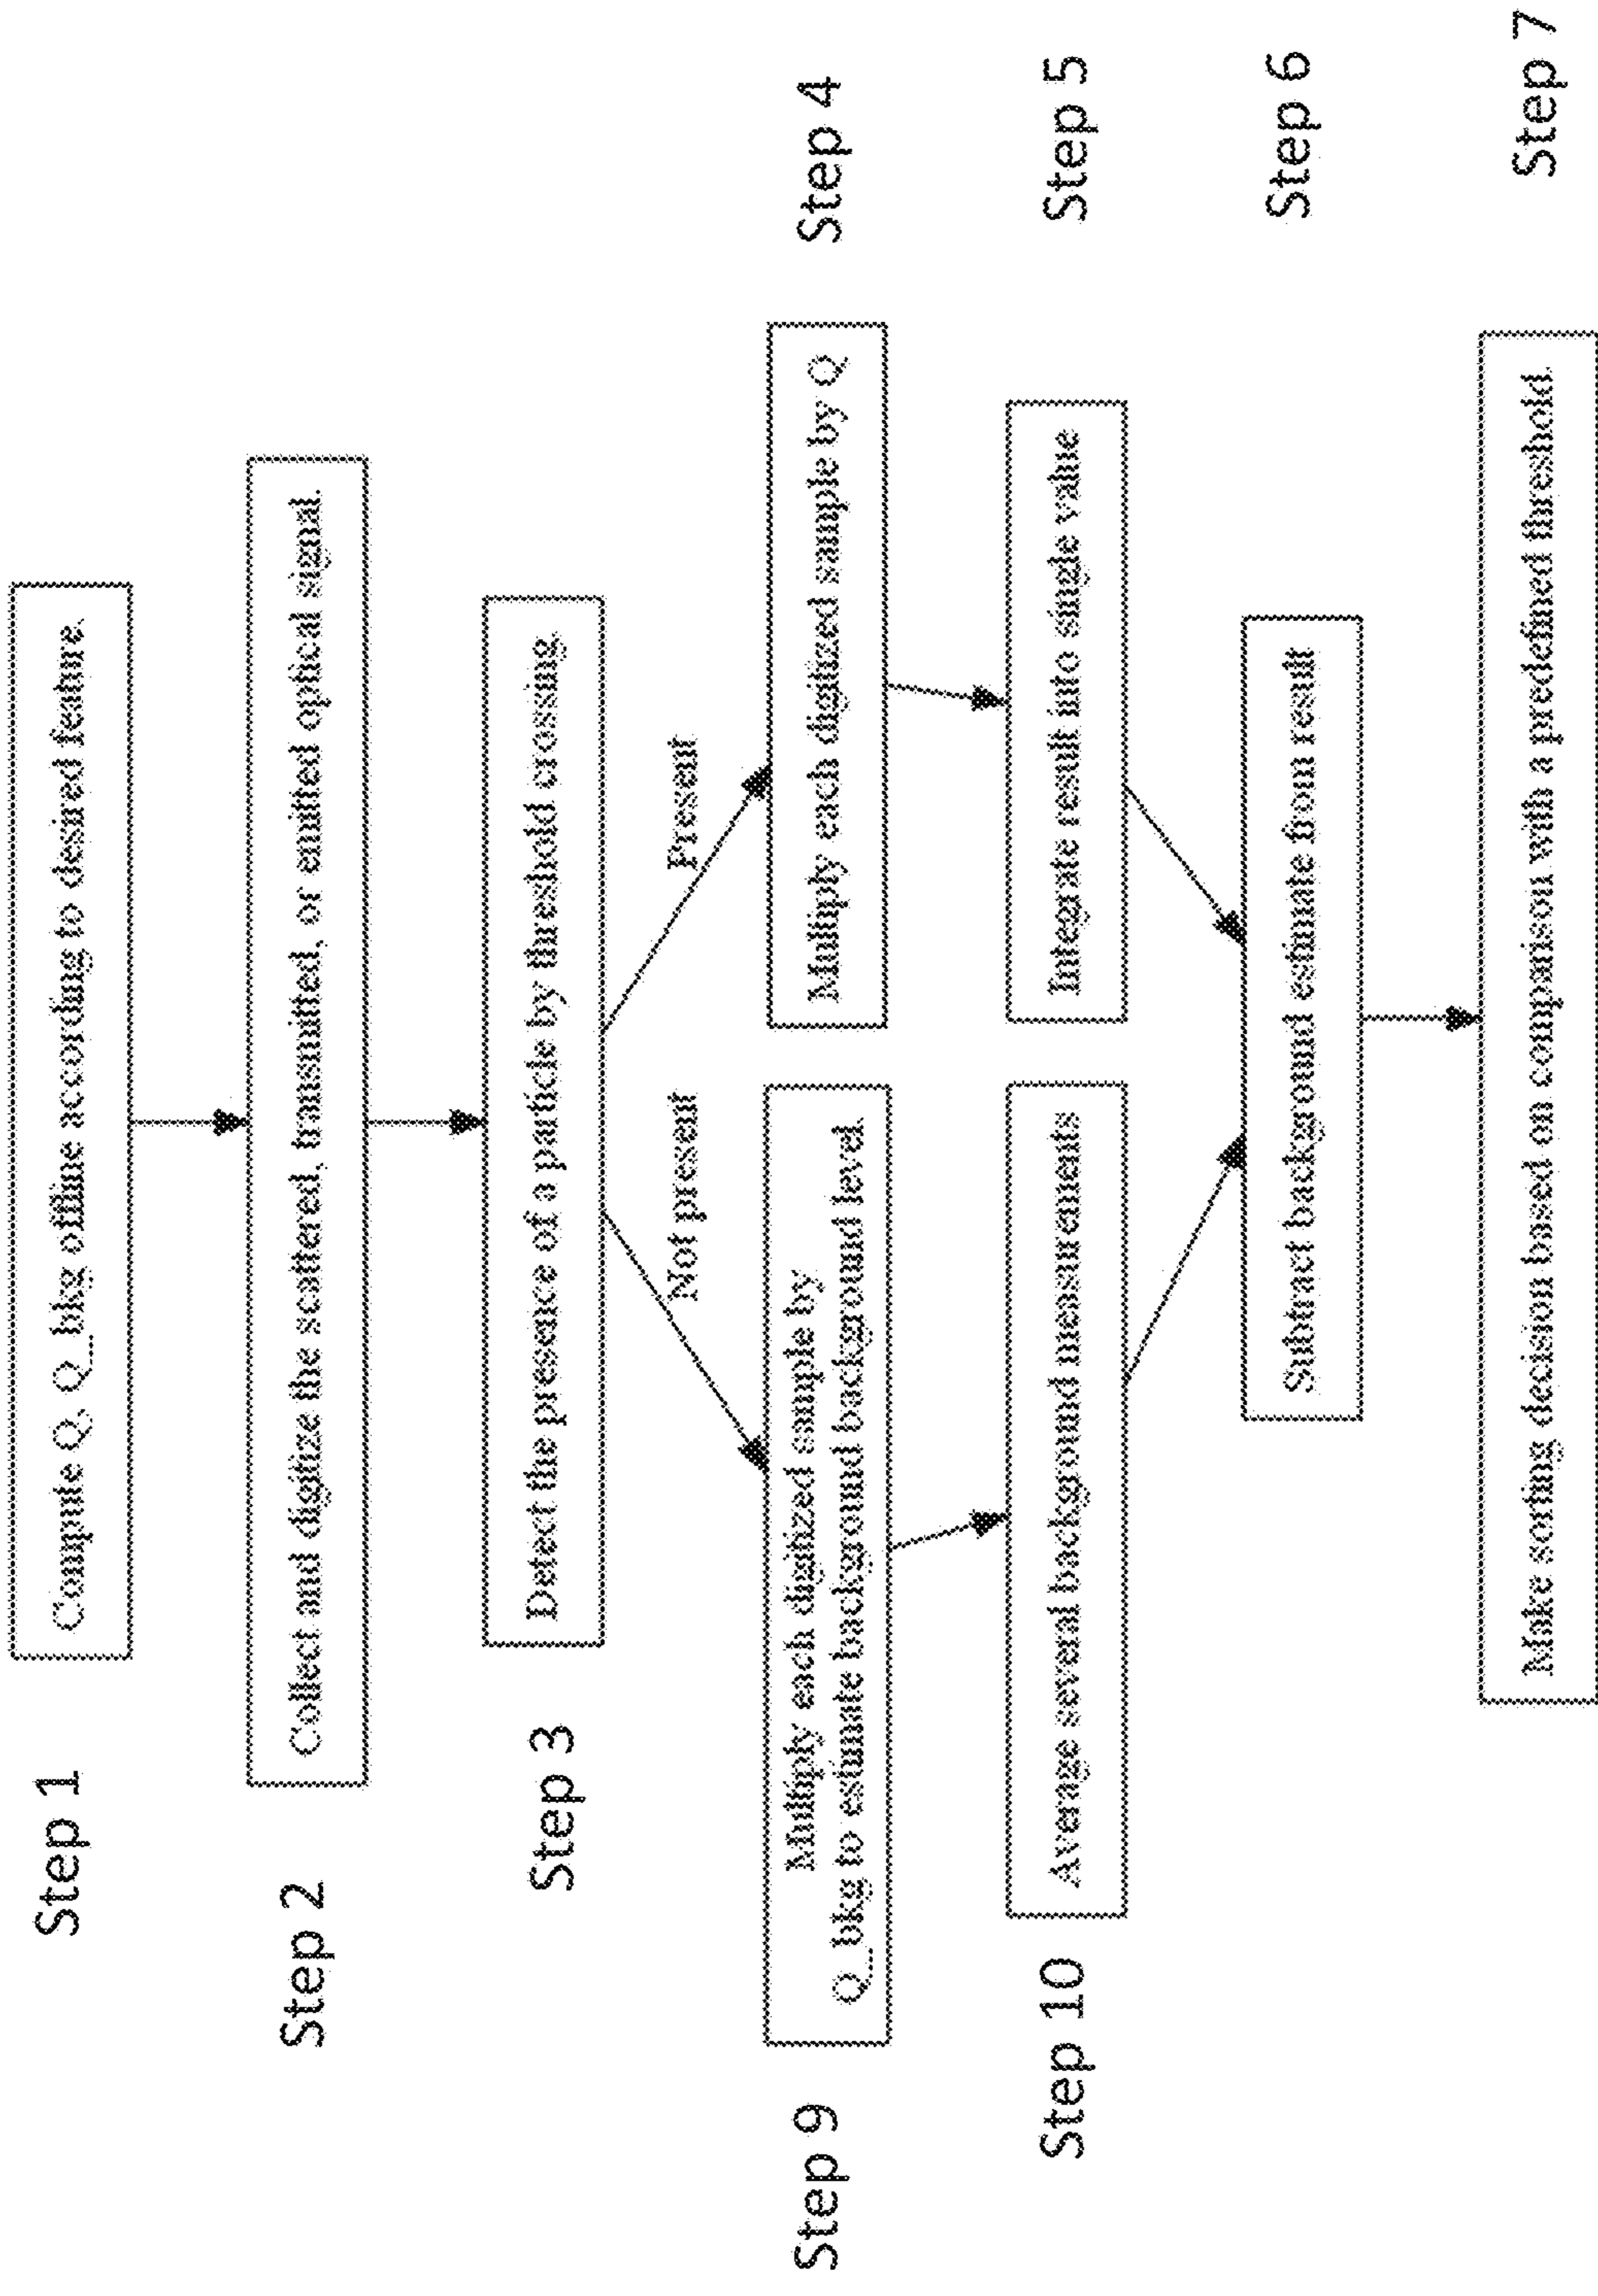 Step 1
Compute Q, Q_bkg offline according to desired feature.
Step 2
Collect and digitize the scattered, transmitted, or emitted optical signal.
Step 3
Detect the presence of a particle by threshold crossing.
Not present
Present
Step 9
Multiply each digitized sample by
Q_bkg to estimate background background level.
Multiply each digitized sample by Q
Step 4
Step 10
Average several background measurements
Integrate result into single value
Step 5
Subtract background estimate from result
Step 6
Make sorting decision based on comparison with a predefined threshold.
Step 7